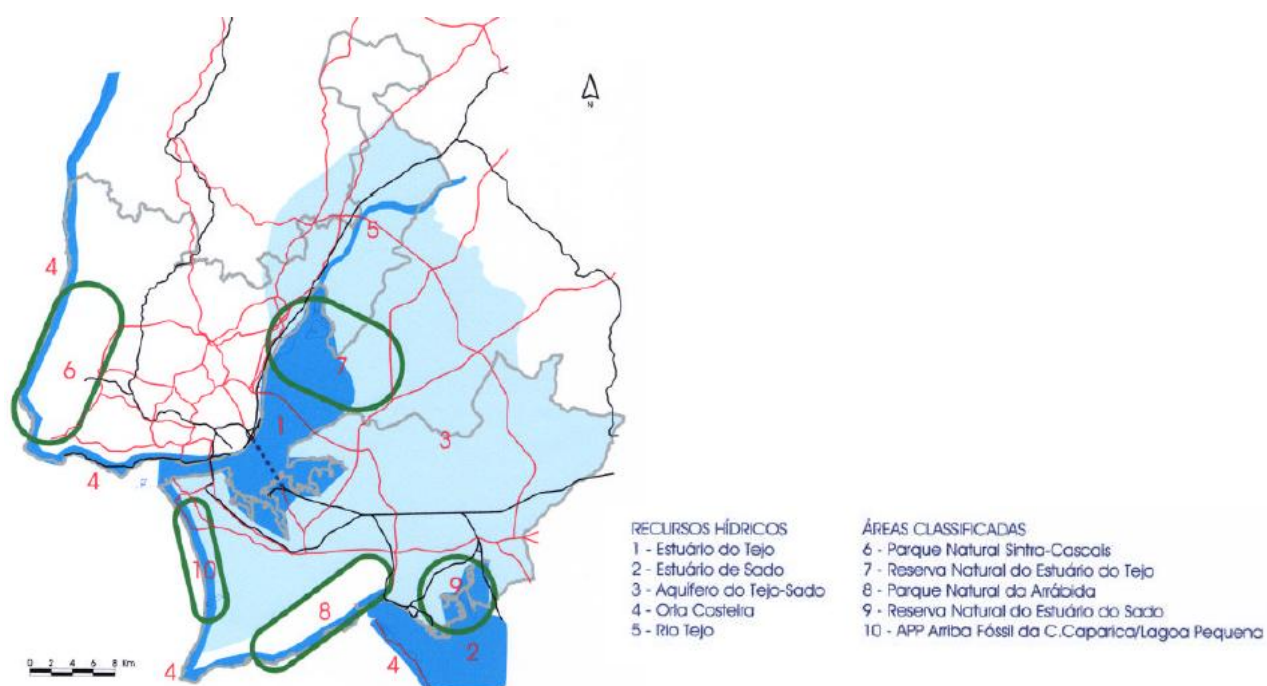 N
5
4
7
6
1
3
4
10
9
8
2
4
4
0 2 4 6 8 Km
RECURSOS HÍDRICOS
1 - Estuário do Tejo
2 - Estuário de Sado
3 - Aquífero do Tejo-Sado
4 - Orla Costeira
5 - Rio Tejo
ÁREAS CLASSIFICADAS
6 - Parque Natural Sintra-Cascais
7 - Reserva Natural do Estuário do Tejo
8 - Parque Natural da Arrábida
9 - Reserva Natural do Estuário do Sado
10 - APP Arriba Fóssil da C.Caparica/Lagoa Pequena